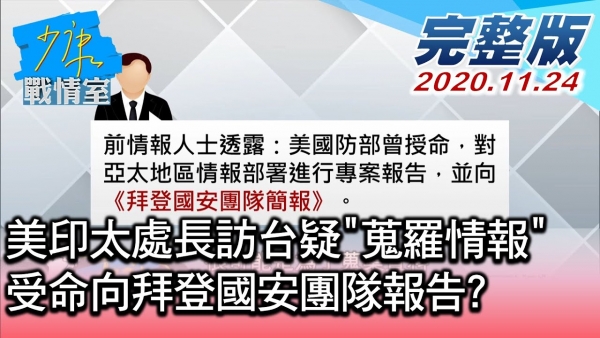 少康
戰情室
完整版
2020.11.24
前情報人士透露：美國防部曾授命，對
亞太地區情報部署進行專案報告，並向
《拜登國安團隊簡報》。
美印太處長訪台疑"蒐羅情報"
受命向拜登國安團隊報告?